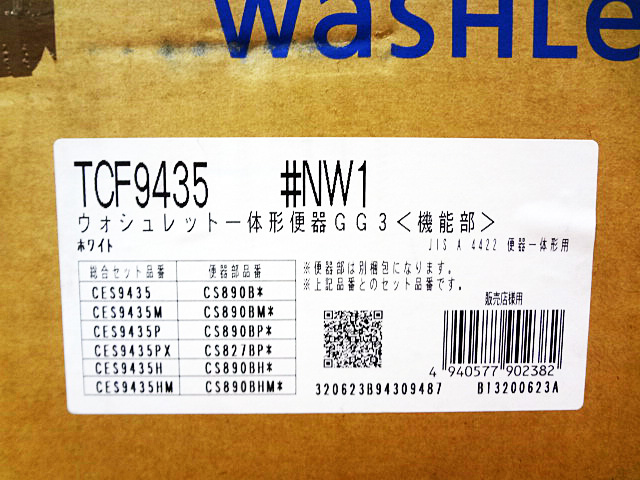 WASHLe
TCF9435 #NW1
ウォシュレット一体形便器GG3<機能部>
ホワイト JIS A 4422 便器一体形用
総合セット品番 便器部品番
CES9435 CS890B*
CES9435M CS890BM*
CES9435P CS890BP*
CES9435PX CS827BP*
CES9435H CS890BH*
CES9435HM CS890BHM*
※便器部は別梱包になります。
※上記品番とのセット品番です。
販売店様用
4 940577 902382
320623B94309487 B13200623A